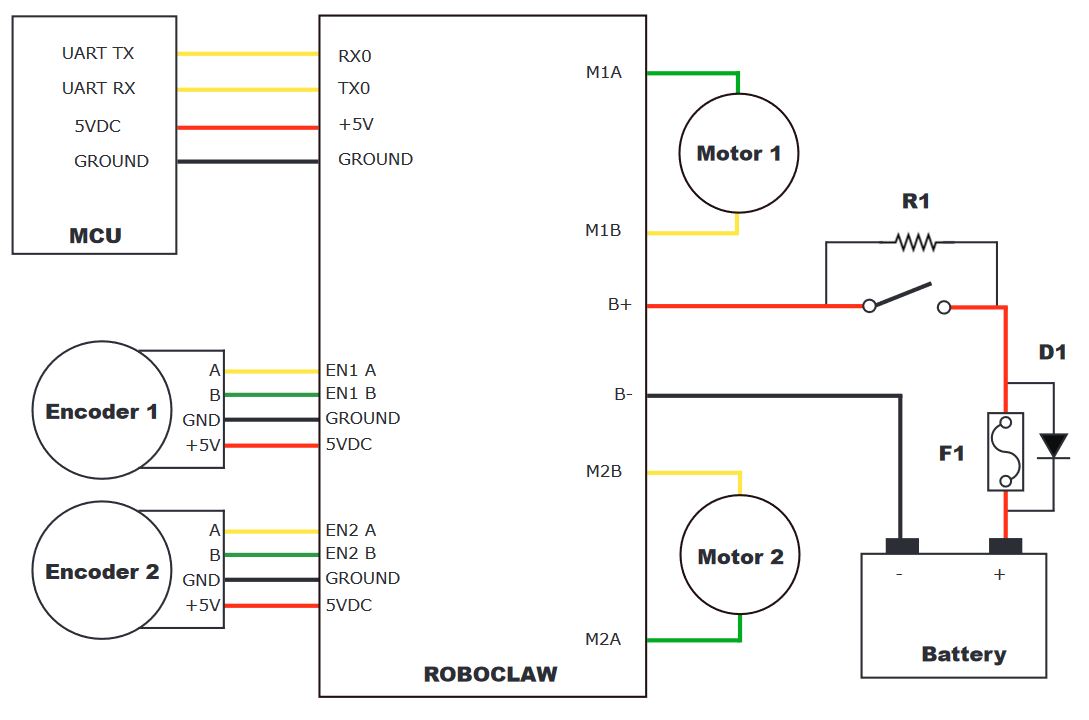 UART TX
UART RX
5VDC
GROUND
MCU
RX0
TX0
+5V
GROUND
A
B
GND
+5V
Encoder 1
EN1 A
EN1 B
GROUND
5VDC
A
B
GND
+5V
Encoder 2
EN2 A
EN2 B
GROUND
5VDC
ROBOCLAW
M1A
M1B
B+
B-
M2B
M2A
Motor 1
Motor 2
R1
D1
F1
- +
Battery